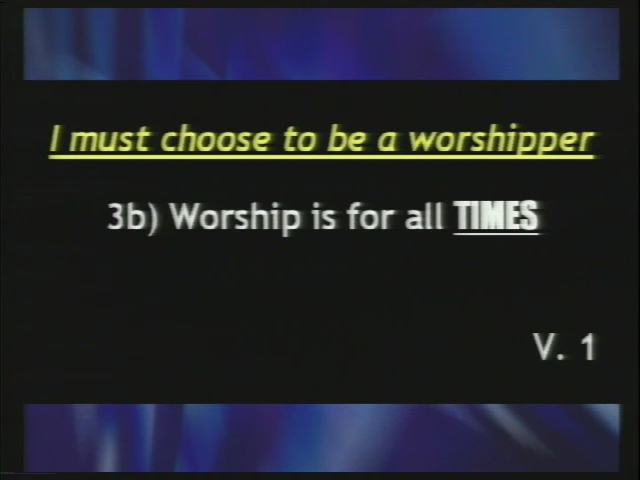 I must choose to be a worshipper
3b) Worship is for all TIMES
V. 1